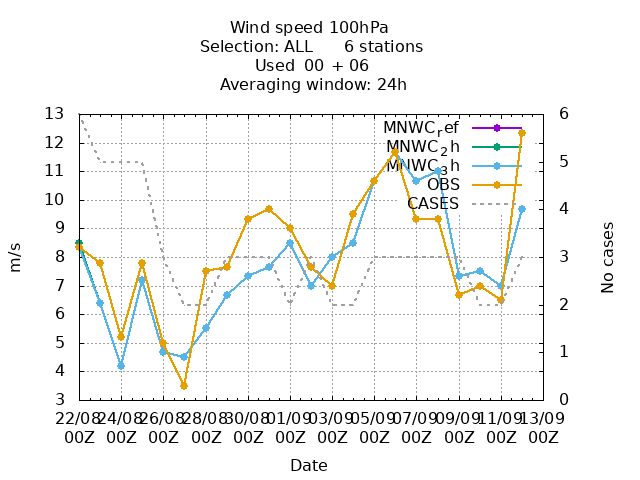 Wind speed 100hPa
Selection: ALL 6 stations
Used 00 + 06
Averaging window: 24h
13
12
11
10
9
8
7
6
5
4
3
m/s
6
5
4
3
2
1
0
No cases
MNWC_ref
MNWC_2h
MNWC_3h
OBS
CASES
22/08 24/08 26/08 28/08 30/08 01/09 03/09 05/09 07/09 09/09 11/09 13/09
00Z 00Z 00Z 00Z 00Z 00Z 00Z 00Z 00Z 00Z 00Z 00Z
Date